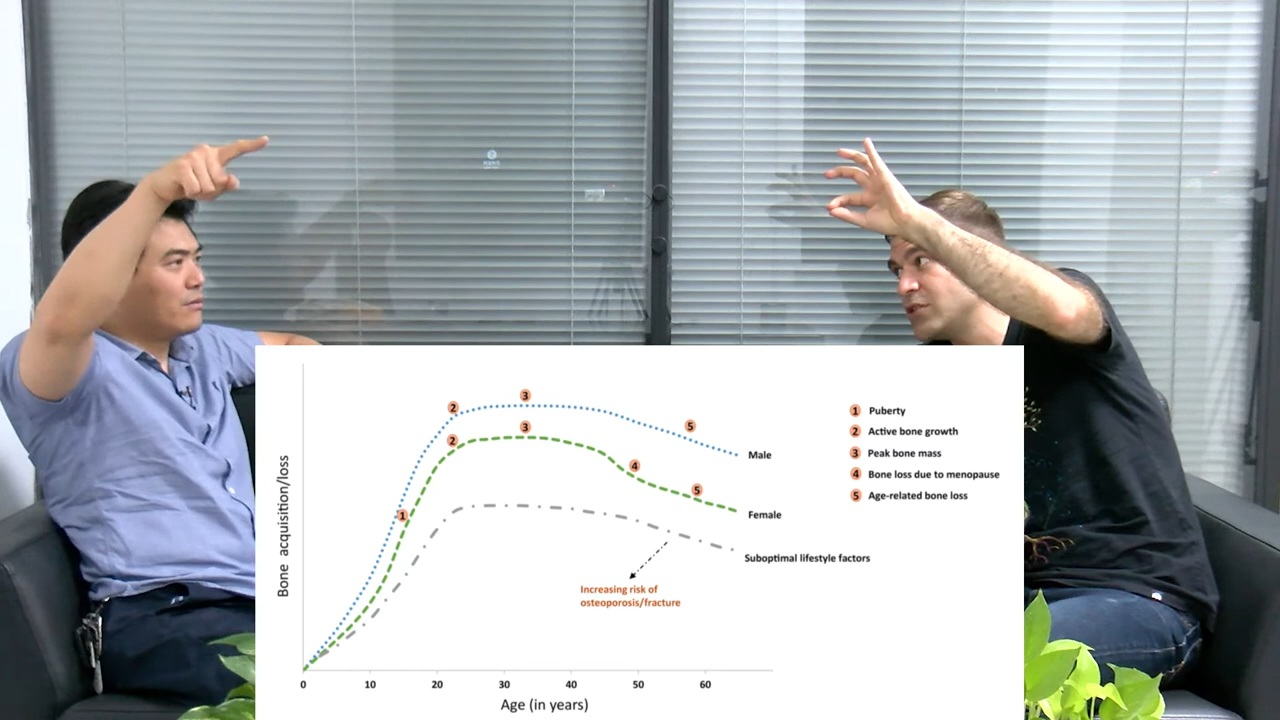 2
3
5
2
3
4
5
1
Male
Female
Suboptimal lifestyle factors
Increasing risk of
osteoporosis/fracture
1 Puberty
2 Active bone growth
3 Peak bone mass
4 Bone loss due to menopause
5 Age-related bone loss
Bone acquisition/loss
0 10 20 30 40 50 60
Age (in years)